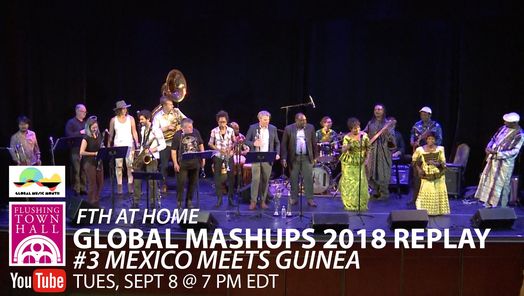 GLOBAL MUSIC MONTH
FLUSHING
TOWN
HALL
FTH AT HOME
GLOBAL MASHUPS 2018 REPLAY
#3 MEXICO MEETS GUINEA
YouTube
TUES, SEPT 8 @ 7 PM EDT